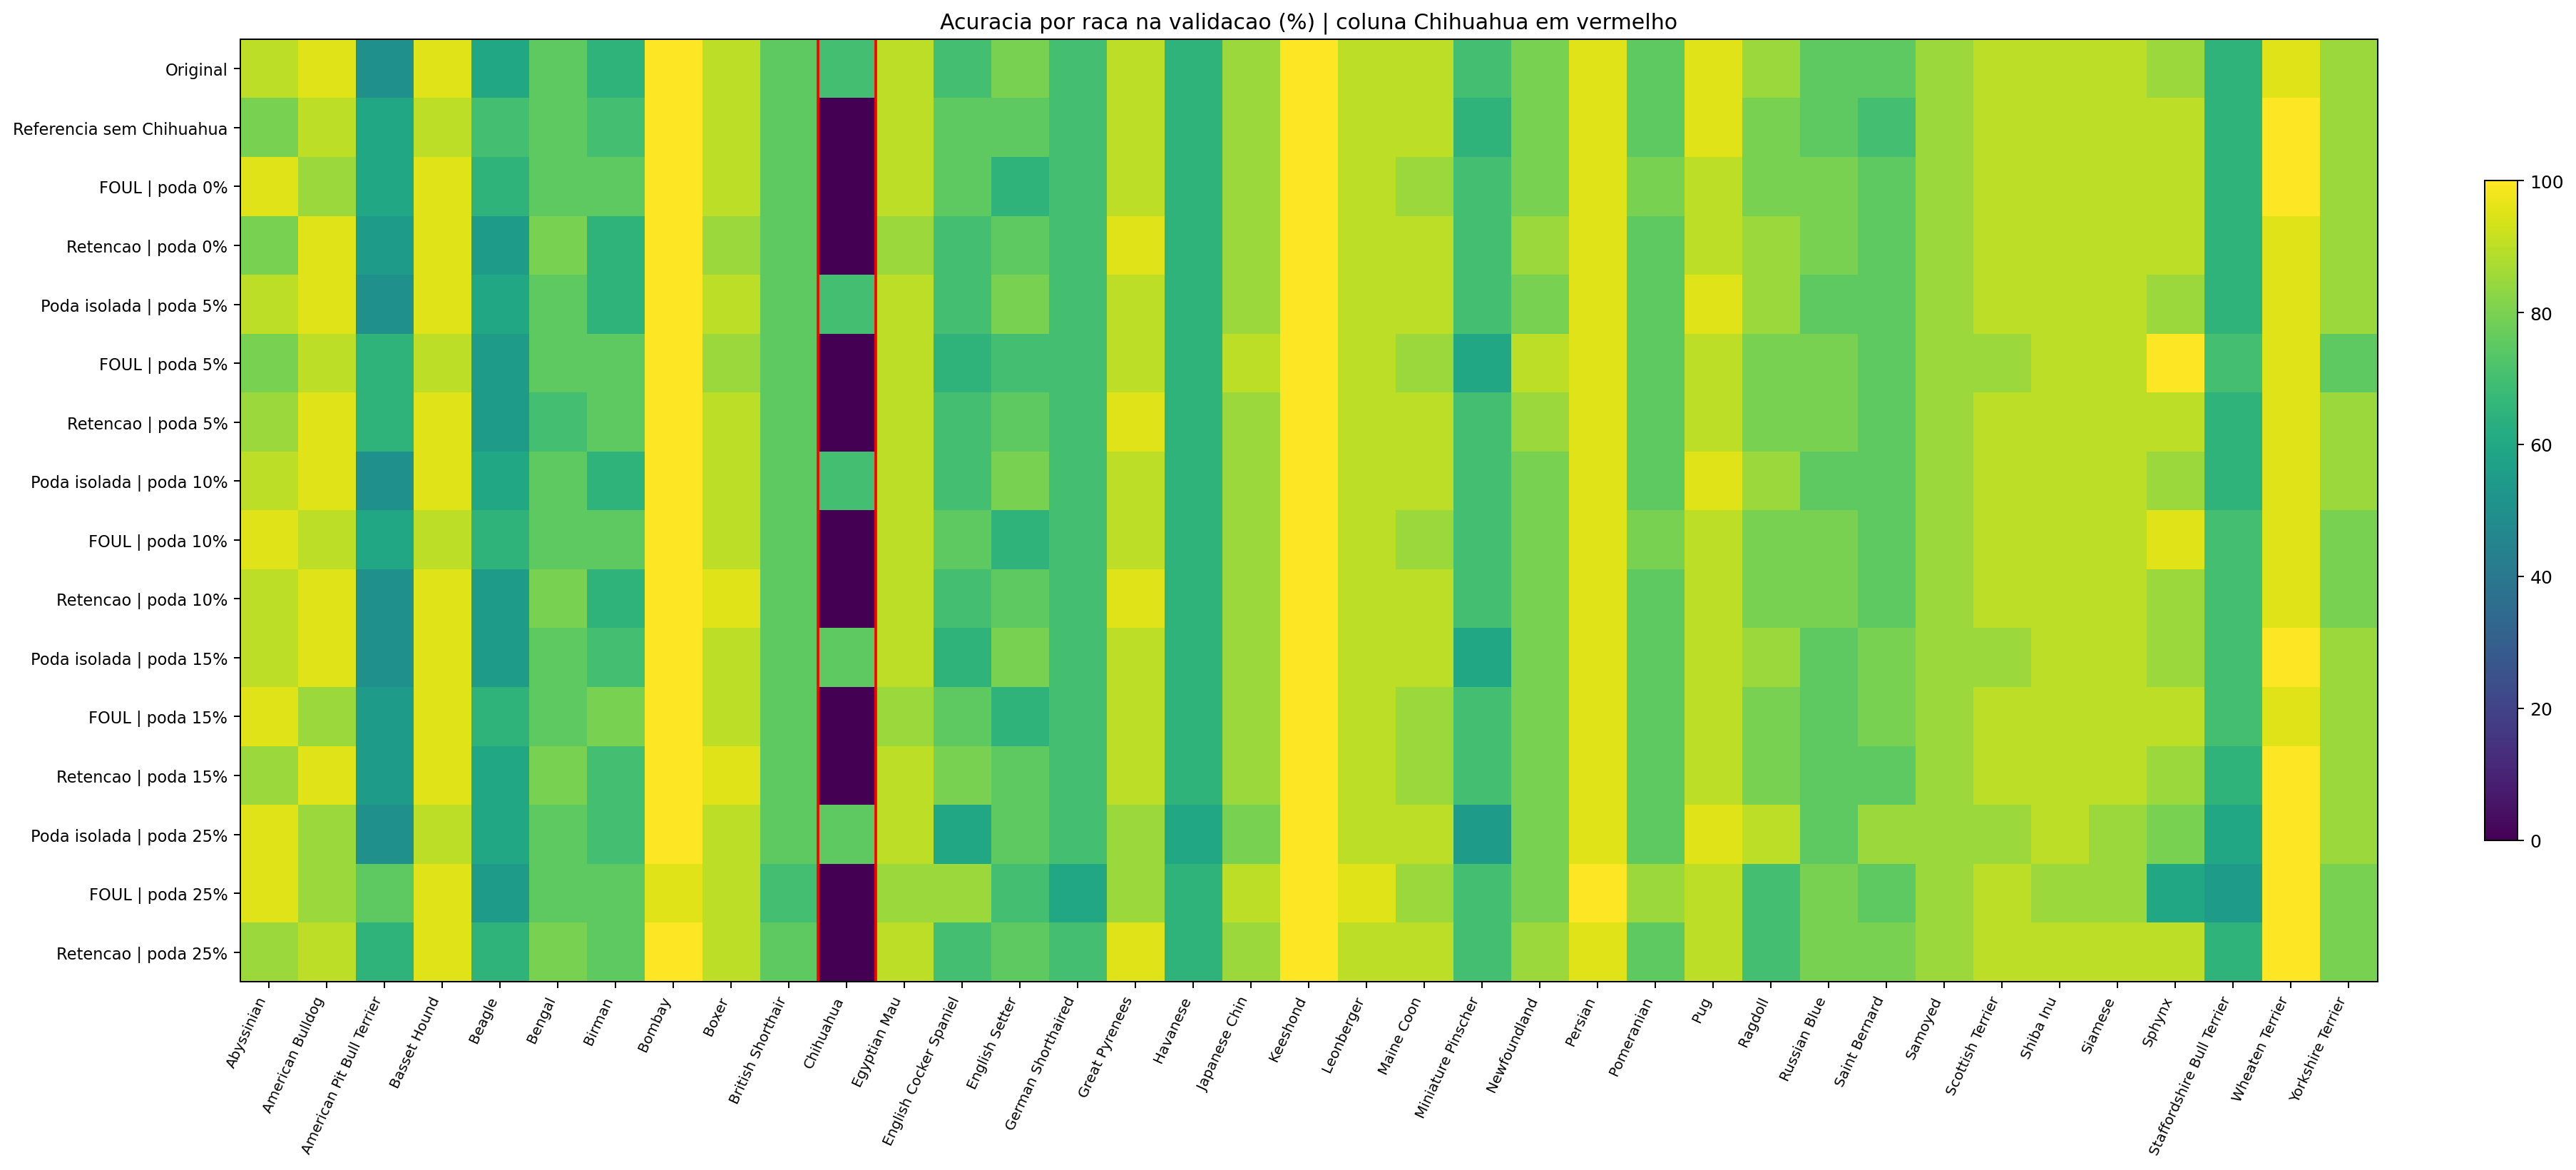 Acuracia por raca na validacao (%) | coluna Chihuahua em vermelho
Original
Referencia sem Chihuahua
FOUL | poda 0%
Retencao | poda 0%
Poda isolada | poda 5%
FOUL | poda 5%
Retencao | poda 5%
Poda isolada | poda 10%
FOUL | poda 10%
Retencao | poda 10%
Poda isolada | poda 15%
FOUL | poda 15%
Retencao | poda 15%
Poda isolada | poda 25%
FOUL | poda 25%
Retencao | poda 25%
Abyssinian
American Bulldog
American Pit Bull Terrier
Basset Hound
Beagle
Bengal
Birman
Bombay
Boxer
British Shorthair
Chihuahua
Egyptian Mau
English Cocker Spaniel
English Setter
German Shorthaired
Great Pyrenees
Havanese
Japanese Chin
Keeshond
Leonberger
Maine Coon
Miniature Pinscher
Newfoundland
Persian
Pomeranian
Pug
Ragdoll
Russian Blue
Saint Bernard
Samoyed
Scottish Terrier
Shiba Inu
Siamese
Sphynx
Staffordshire Bull Terrier
Wheaten Terrier
Yorkshire Terrier
100
80
60
40
20
0